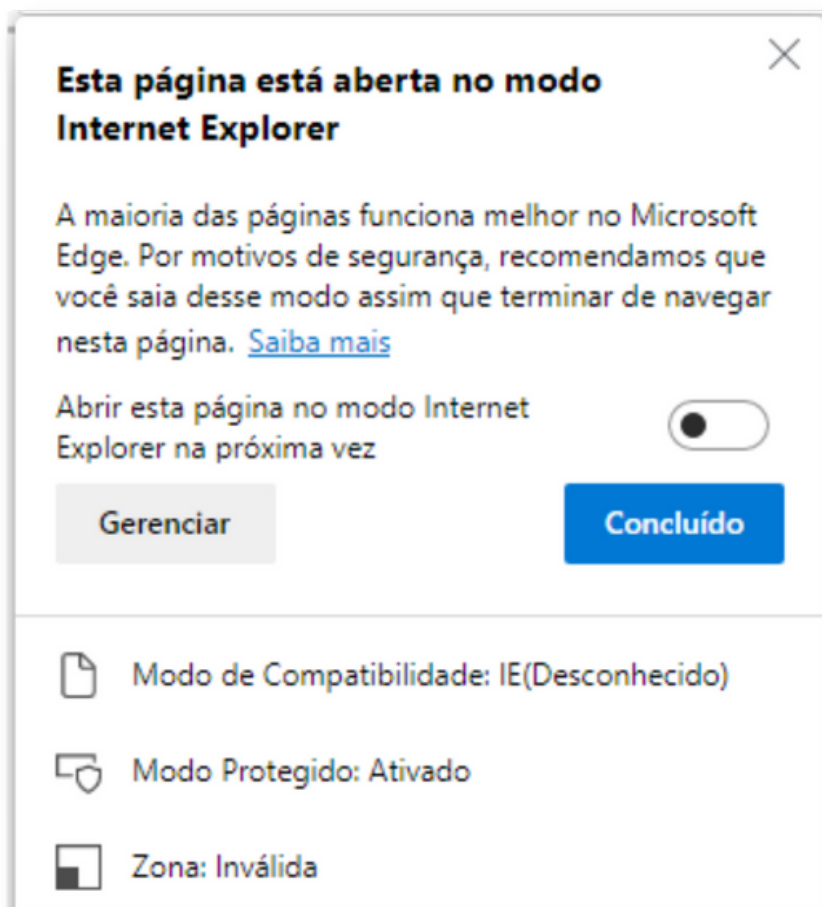 Esta página está aberta no modo
Internet Explorer
A maioria das páginas funciona melhor no Microsoft
Edge. Por motivos de segurança, recomendamos que
você saia desse modo assim que terminar de navegar
nesta página. Saiba mais
Abrir esta página no modo Internet
Explorer na próxima vez
Gerenciar
Concluído
Modo de Compatibilidade: IE(Desconhecido)
Modo Protegido: Ativado
Zona: Inválida